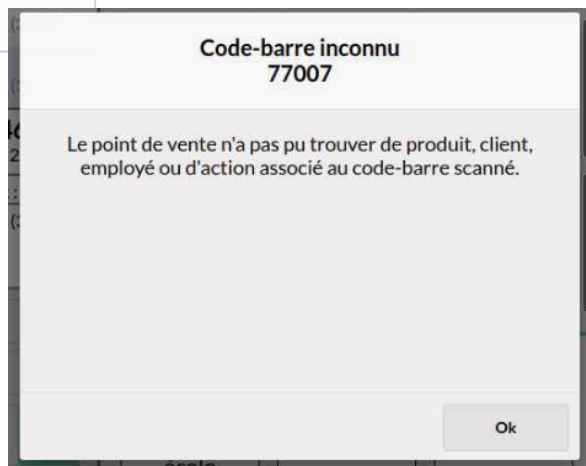 Code-barre inconnu
77007
Le point de vente n'a pas pu trouver de produit, client,
employé ou d'action associé au code-barre scanné.
Ok